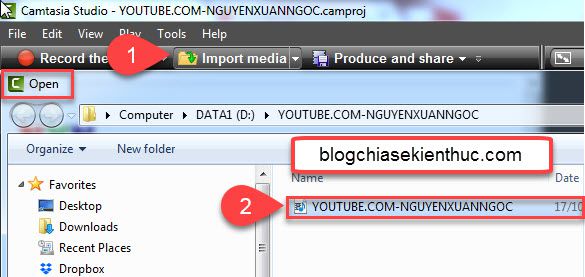 Camtasia Studio - YOUTUBE.COM-NGUYENXUANNGOC.camproj
File Edit View Play Tools Help
Record the 1 Import media Produce and share
Open
Computer DATA1 (D:) YOUTUBE.COM-NGUYENXUANNGOC
Organize New folder
blogchiasekienthuc.com
Name
Favorites
Desktop 2 YOUTUBE.COM-NGUYENXUANNGOC 17/10
Downloads
Recent Places
Dropbox